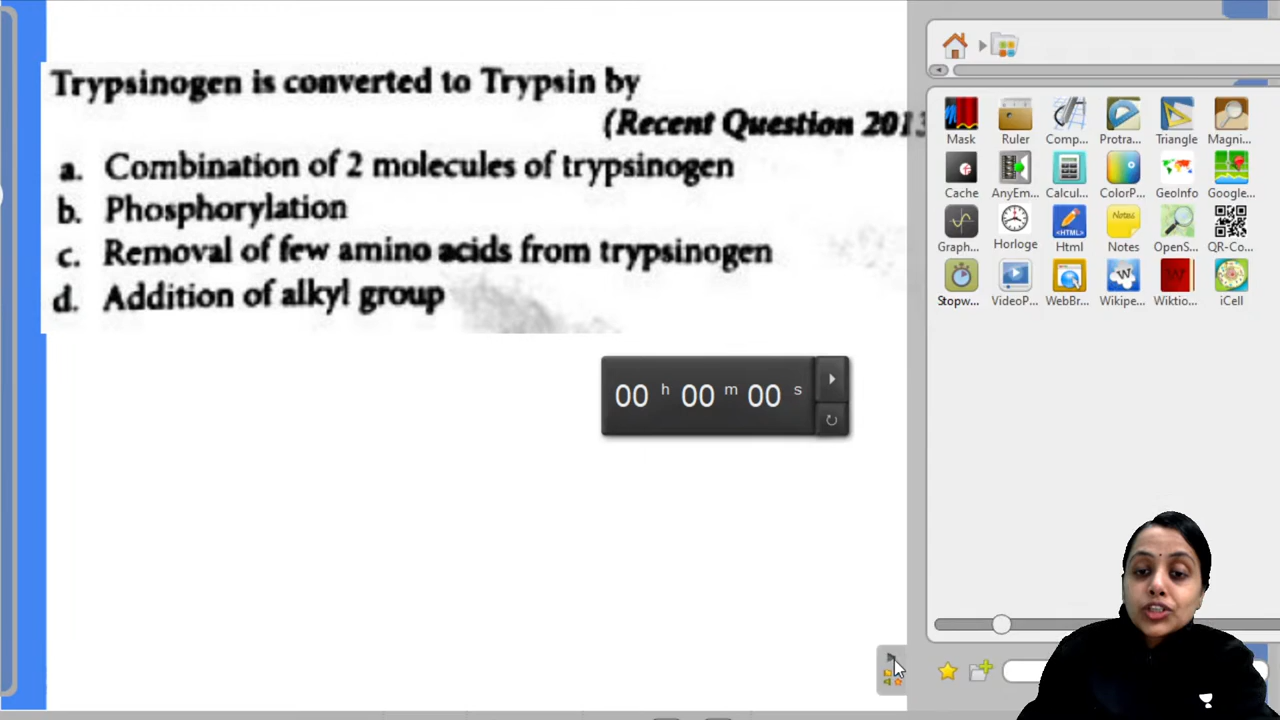 Trypsinogen is converted to Trypsin by
(Recent Question 2013
a. Combination of 2 molecules of trypsinogen
b. Phosphorylation
c. Removal of few amino acids from trypsinogen
d. Addition of alkyl group
00 h 00 m 00 s
Mask Ruler Comp... Protra... Triangle Magni...
Cache AnyEm... Calcul... ColorP... GeoInfo Google...
Graph... Horloge Html Notes OpenS... QR-Co...
Stopw... VideoP... WebBr... Wikipe... Wiktio... iCell